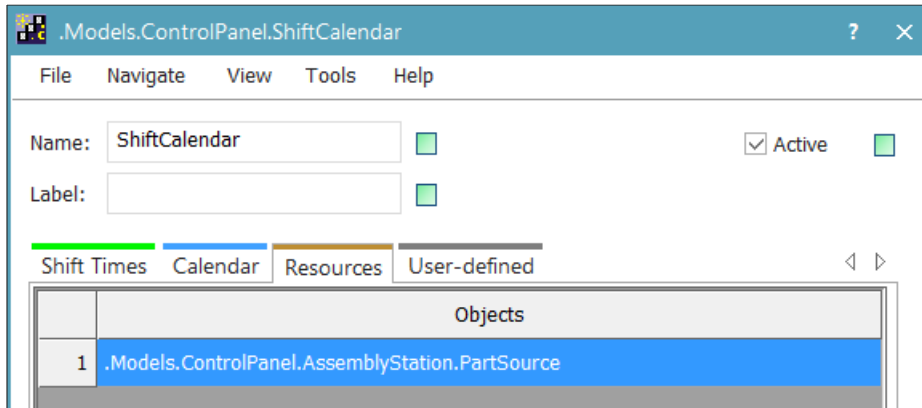 .Models.ControlPanel.ShiftCalendar ? ×
File Navigate View Tools Help
Name: ShiftCalendar Active
Label:
Shift Times Calendar Resources User-defined
Objects
1 .Models.ControlPanel.AssemblyStation.PartSource